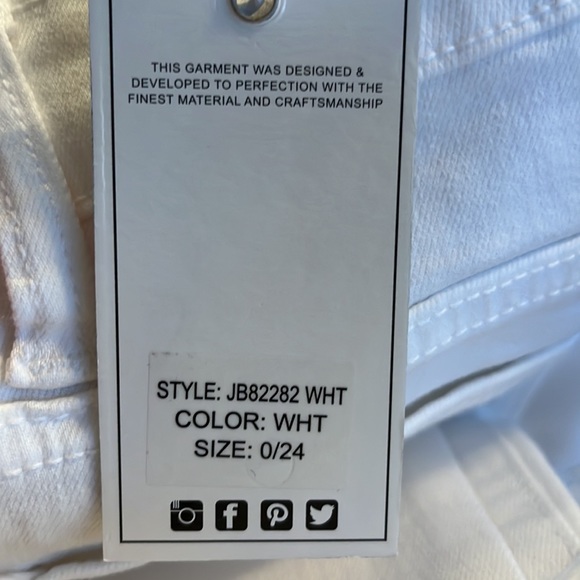 THIS GARMENT WAS DESIGNED &
DEVELOPED TO PERFECTION WITH THE
FINEST MATERIAL AND CRAFTSMANSHIP
STYLE: JB82282 WHT
COLOR: WHT
SIZE: 0/24